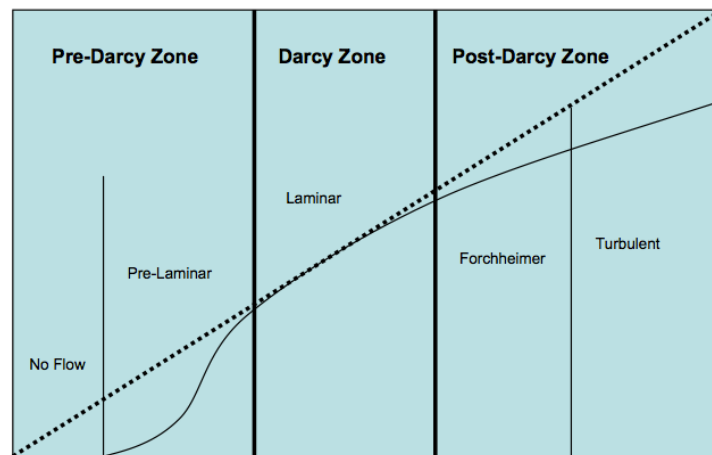 Pre-Darcy Zone
Darcy Zone
Post-Darcy Zone
Laminar
Forchheimer
Turbulent
Pre-Laminar
No Flow